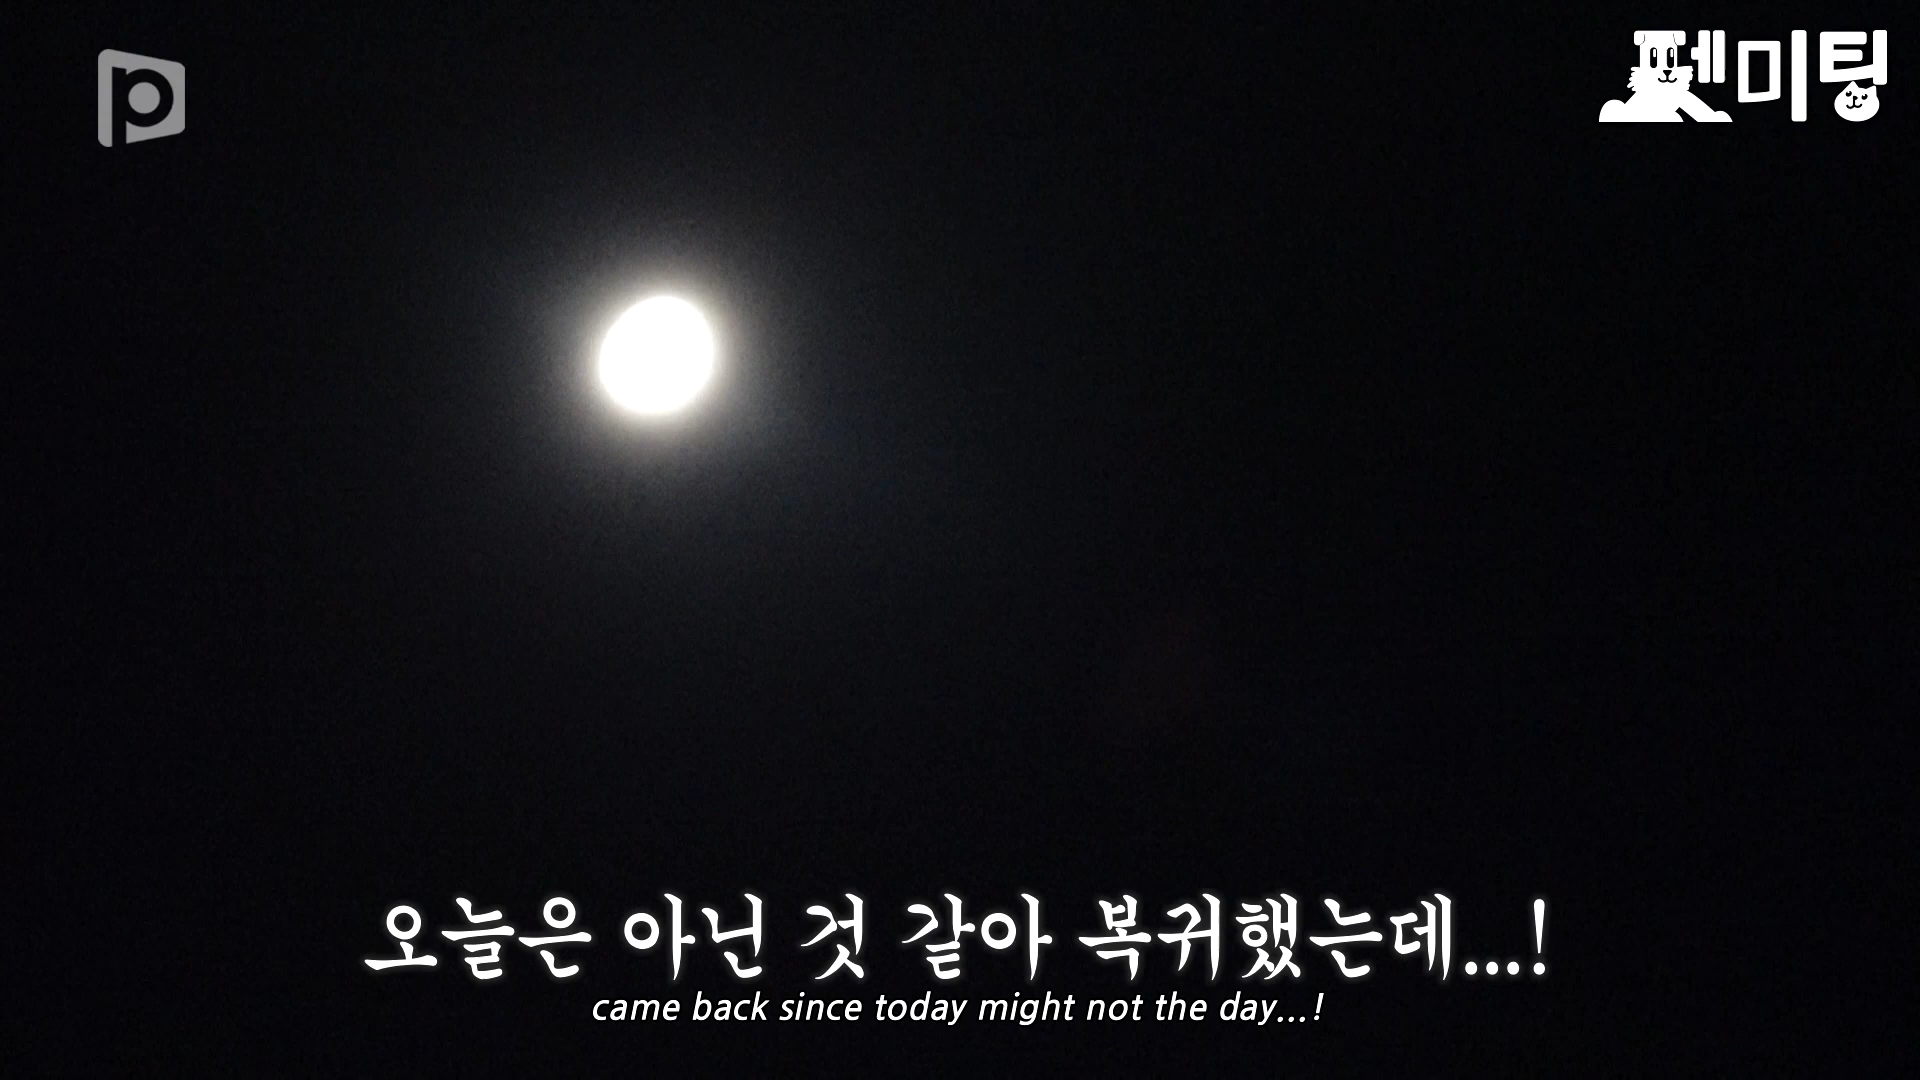 페미팅
오늘은 아닌 것 같아 복귀했는데...!
came back since today might not the day...!